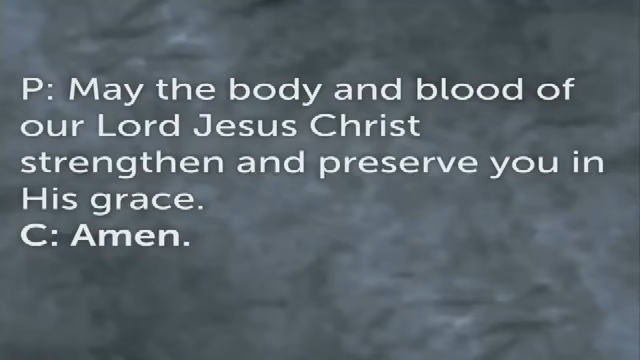 P: May the body and blood of
our Lord Jesus Christ
strengthen and preserve you in
His grace.
C: Amen.